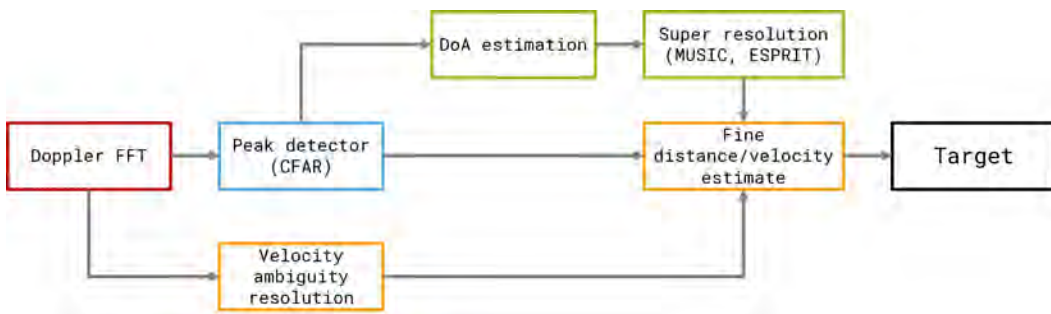 DoA estimation
Super resolution
(MUSIC, ESPRIT)
Doppler FFT
Peak detector
(CFAR)
Fine
distance/velocity
estimate
Target
Velocity
ambiguity
resolution